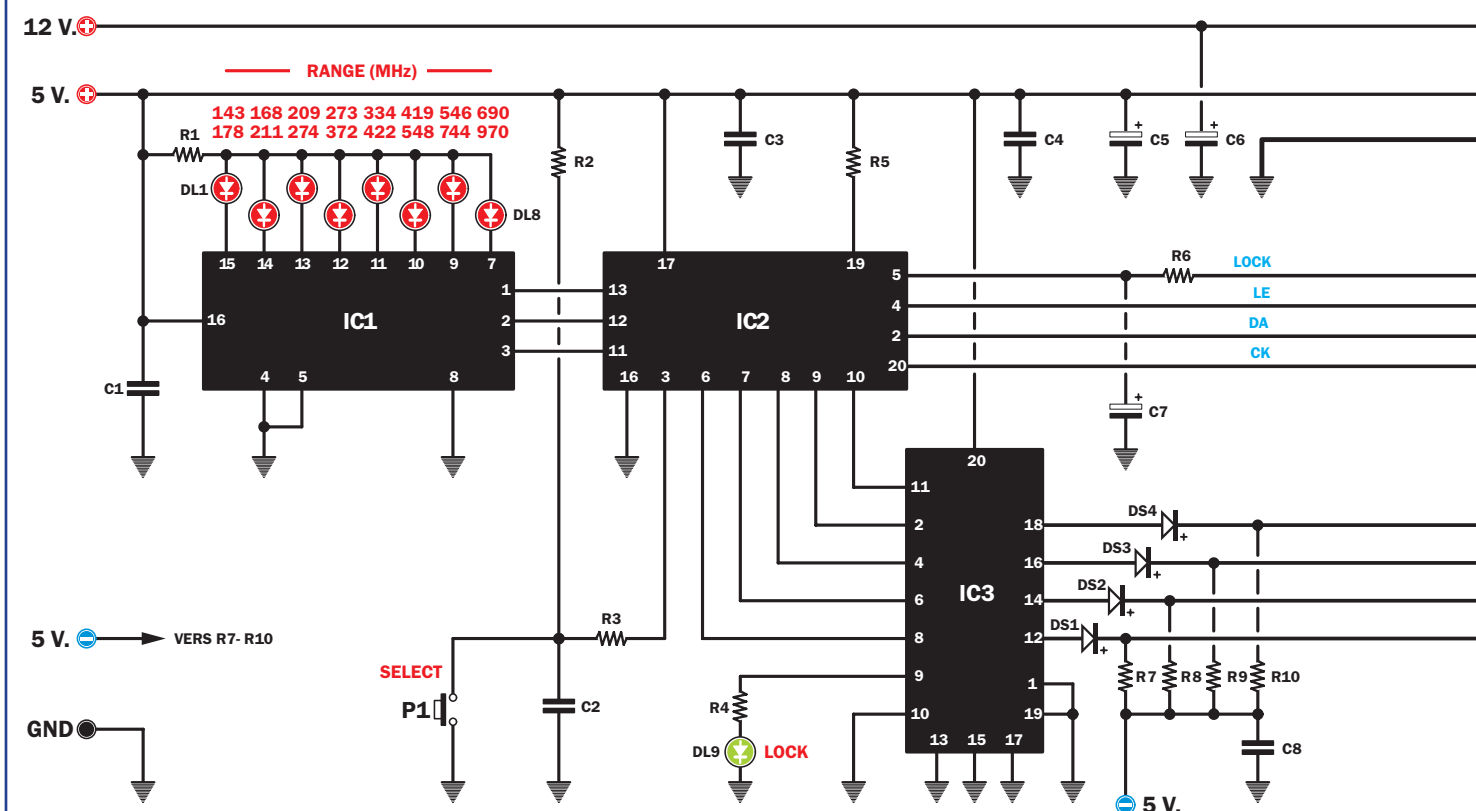 12 V.
RANGE (MHz)
5 V.
143 168 209 273 334 419 546 690
178 211 274 372 422 548 744 970
R1
R2
C3
R5
C4
+
C5
+
C6
DL1
DL8
15 14 13 12 11 10 9 7
17 19
R6
LOCK
5
1 13
4
LE
16
IC1
2 12
IC2
2
DA
3 11
20
CK
C1
4 5 8
16 3 6 7 8 9 10
+
C7
20
11
DS4
2 18
+
DS3
4 16
+
IC3
DS2
6 14
+
R3
DS1
5 V.
VERS R7- R10
8 12
+
SELECT
9
1
R7 R8 R9 R10
P1
C2
R4
10 19
GND
DL9
LOCK
13 15 17
C8
5 V.